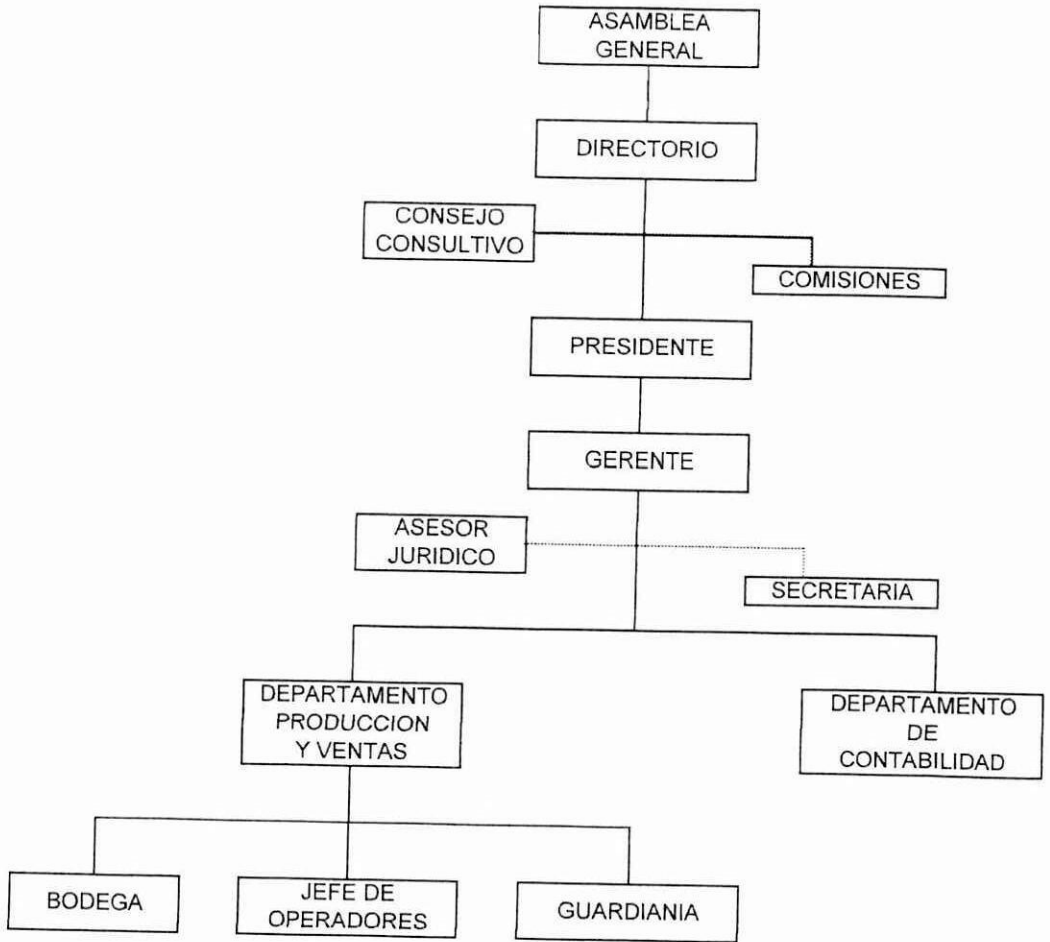 ASAMBLEA
GENERAL
DIRECTORIO
CONSEJO
CONSULTIVO
COMISIONES
PRESIDENTE
GERENTE
ASESOR
JURIDICO
SECRETARIA
DEPARTAMENTO
PRODUCCION
Y VENTAS
DEPARTAMENTO
DE
CONTABILIDAD
BODEGA
JEFE DE
OPERADORES
GUARDIANIA